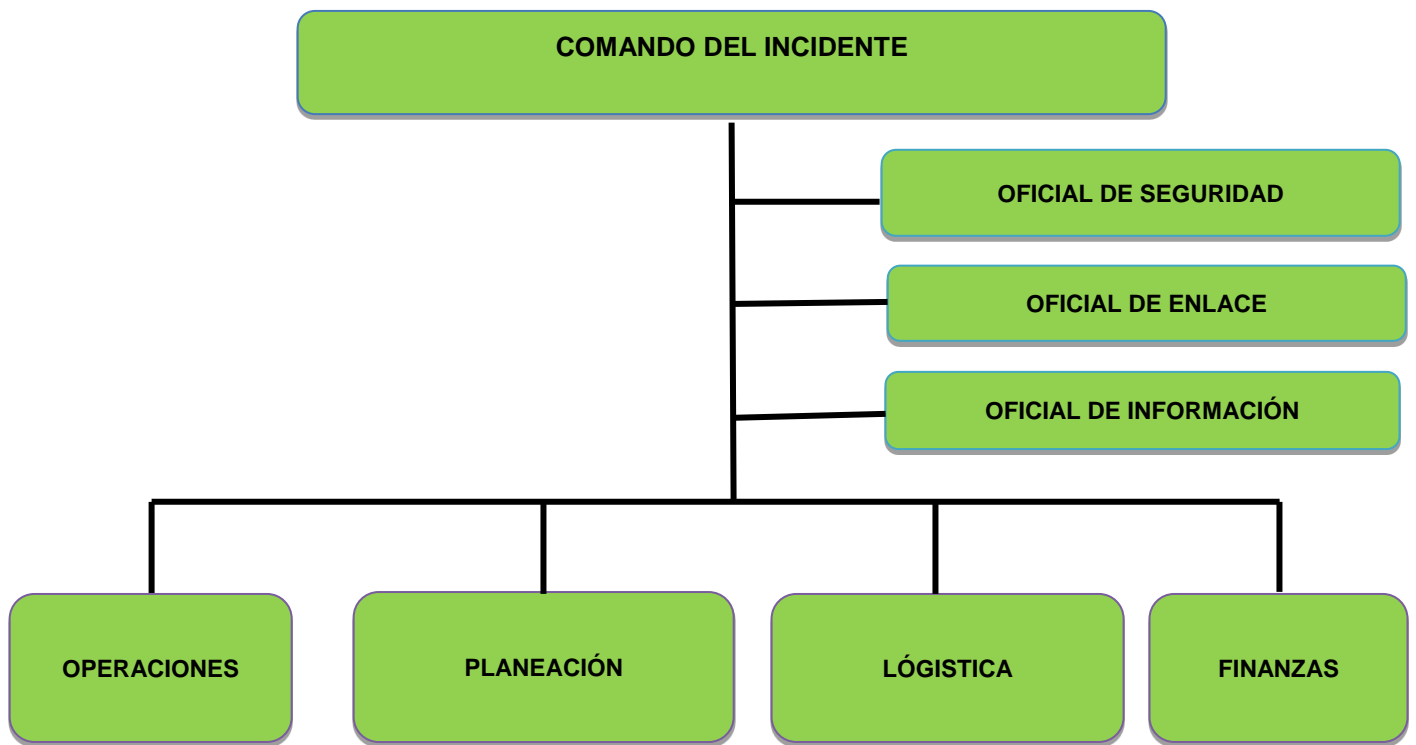 COMANDO DEL INCIDENTE
OFICIAL DE SEGURIDAD
OFICIAL DE ENLACE
OFICIAL DE INFORMACIÓN
OPERACIONES
PLANEACIÓN
LÓGISTICA
FINANZAS